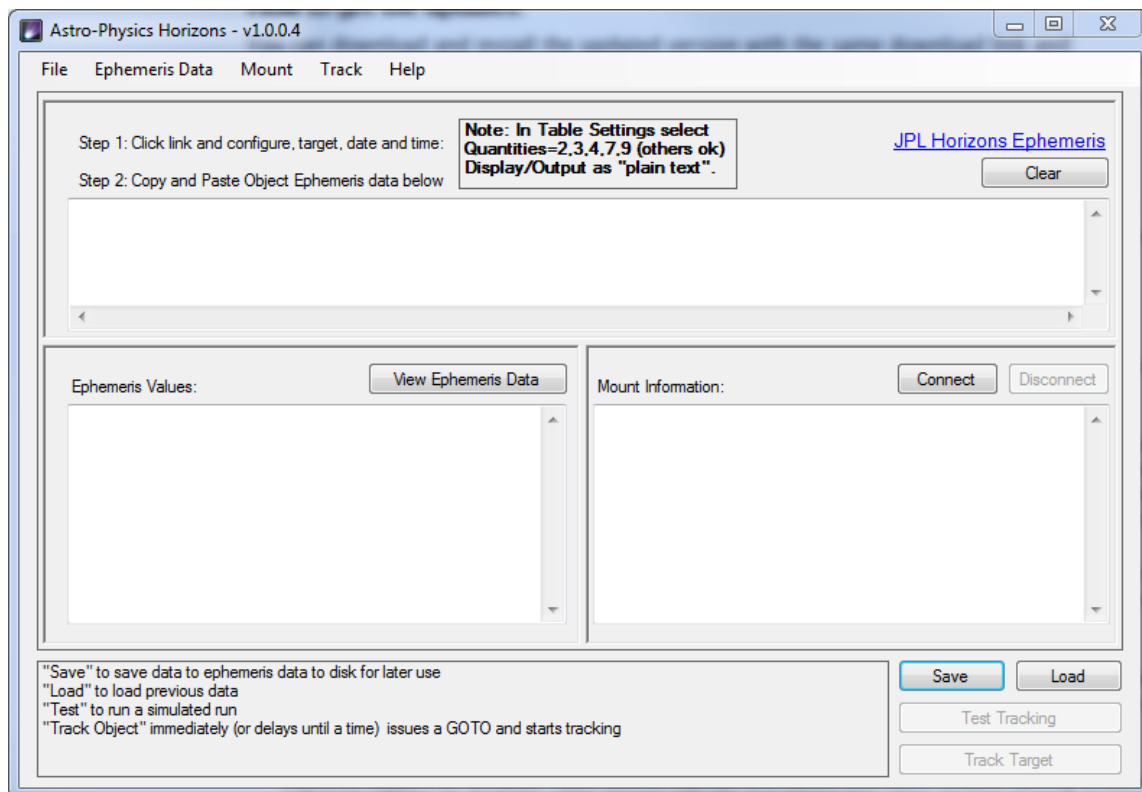 Astro-Physics Horizons - v1.0.0.4
File Ephemeris Data Mount Track Help
Step 1: Click link and configure, target, date and time:
Note: In Table Settings select
Quantities=2,3,4,7,9 (others ok)
Display/Output as "plain text".
JPL Horizons Ephemeris
Step 2: Copy and Paste Object Ephemeris data below
Clear
Ephemeris Values:
View Ephemeris Data
Mount Information:
Connect
Disconnect
"Save" to save data to ephemeris data to disk for later use
"Load" to load previous data
"Test" to run a simulated run
"Track Object" immediately (or delays until a time) issues a GOTO and starts tracking
Save
Load
Test Tracking
Track Target